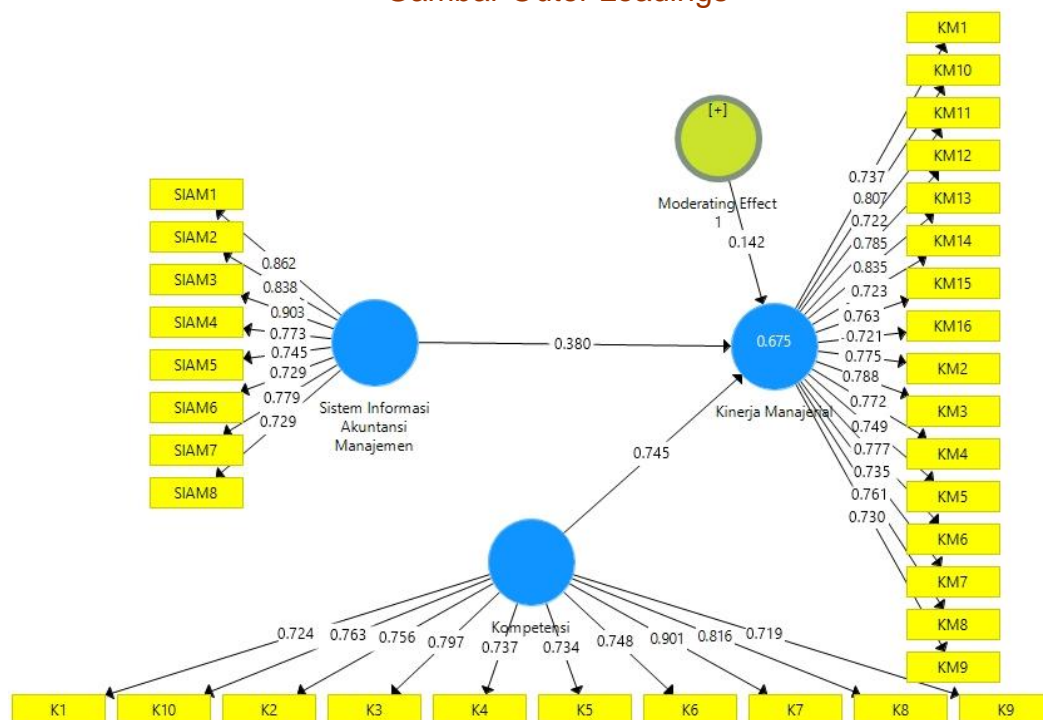 Gambar Outer Loadings
KM1
KM10
KM11
KM12
KM13
KM14
KM15
KM16
KM2
KM3
KM4
KM5
KM6
KM7
KM8
KM9
[+]
Moderating Effect
1
0.142
0.737
0.807
0.722
0.785
0.835
0.723
0.763
0.721
0.775
0.788
0.772
0.749
0.777
0.735
0.761
0.730
SIAM1
SIAM2
SIAM3
SIAM4
SIAM5
SIAM6
SIAM7
SIAM8
0.862
0.838
0.903
0.773
0.745
0.729
0.779
0.729
Sistem Informasi
Akuntansi
Manajemen
0.380
0.675
Kinerja Manajerial
0.745
Kompetensi
0.724
0.763
0.756
0.797
0.737
0.734
0.748
0.901
0.816
0.719
K1
K10
K2
K3
K4
K5
K6
K7
K8
K9